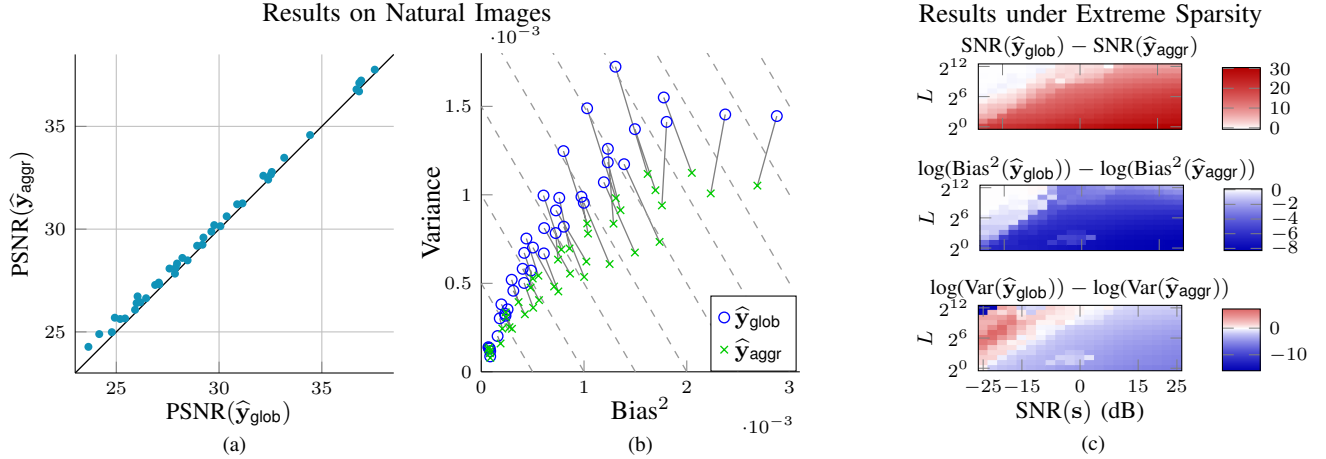 Results on Natural Images
Results under Extreme Sparsity
35
30
25
25
30
35
PSNR(ŷaggr)
PSNR(ŷglob)
(a)
·10⁻³
1.5
1
0.5
0
0
1
2
3
Variance
Bias²
·10⁻³
ŷglob
ŷaggr
(b)
SNR(ŷglob) − SNR(ŷaggr)
L
2¹²
2⁶
2⁰
30
20
10
0
log(Bias²(ŷglob)) − log(Bias²(ŷaggr))
L
2¹²
2⁶
2⁰
0
−2
−4
−6
−8
log(Var(ŷglob)) − log(Var(ŷaggr))
L
2¹²
2⁶
2⁰
0
−10
−25
−15
0
15
25
SNR(s) (dB)
(c)